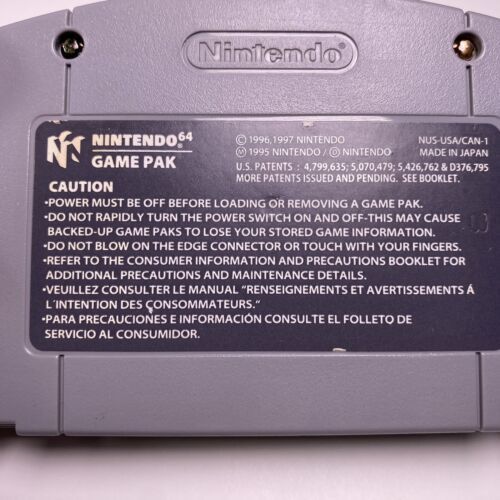 Nintendo®
NINTENDO64
GAME PAK
© 1996,1997 NINTENDO
Ⓜ 1995 NINTENDO / © NINTENDO
U.S. PATENTS : 4,799,635; 5,070,479; 5,426,762 & D376,795
MORE PATENTS ISSUED AND PENDING. SEE BOOKLET.
NUS-USA/CAN-1
MADE IN JAPAN
CAUTION
•POWER MUST BE OFF BEFORE LOADING OR REMOVING A GAME PAK.
•DO NOT RAPIDLY TURN THE POWER SWITCH ON AND OFF-THIS MAY CAUSE
BACKED-UP GAME PAKS TO LOSE YOUR STORED GAME INFORMATION.
•DO NOT BLOW ON THE EDGE CONNECTOR OR TOUCH WITH YOUR FINGERS.
•REFER TO THE CONSUMER INFORMATION AND PRECAUTIONS BOOKLET FOR
ADDITIONAL PRECAUTIONS AND MAINTENANCE DETAILS.
•VEUILLEZ CONSULTER LE MANUAL "RENSEIGNEMENTS ET AVERTISSEMENTS Á
L'INTENTION DES CONSOMMATEURS."
•PARA PRECAUCIONES E INFORMACIÓN CONSULTE EL FOLLETO DE
SERVICIO AL CONSUMIDOR.